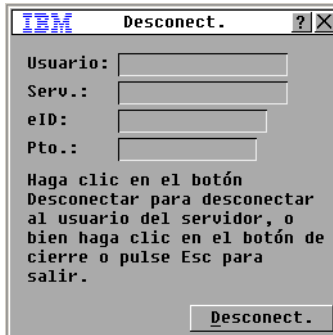 IBM Desconect. ? X
Usuario:
Serv.:
eID:
Pto.:
Haga clic en el botón
Desconectar para desconectar
al usuario del servidor, o
bien haga clic en el botón de
cierre o pulse Esc para
salir.
Desconect.